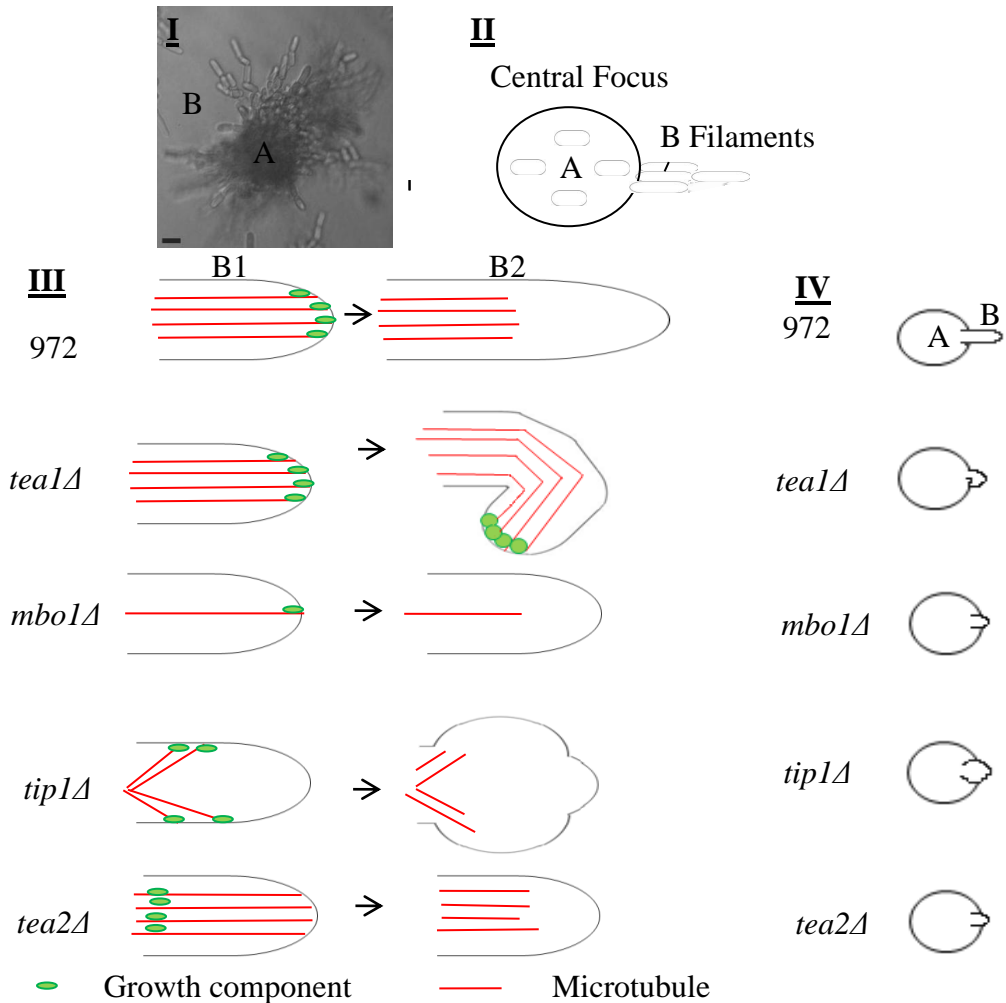 I
II
B
A
Central Focus
B Filaments
A
III
B1
B2
IV
972
972
A
B
tea1Δ
tea1Δ
mbo1Δ
mbo1Δ
tip1Δ
tip1Δ
tea2Δ
tea2Δ
Growth component
Microtubule